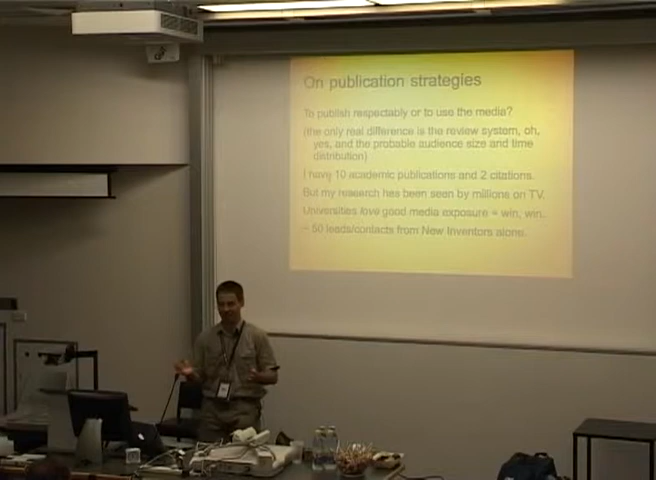 On publication strategies
To publish respectably or to use the media?
(the only real difference is the review system, oh,
yes, and the probable audience size and time
distribution)
I have 10 academic publications and 2 citations.
But my research has been seen by millions on TV.
Universities love good media exposure = win, win.
~ 50 leads/contacts from New Inventors alone.